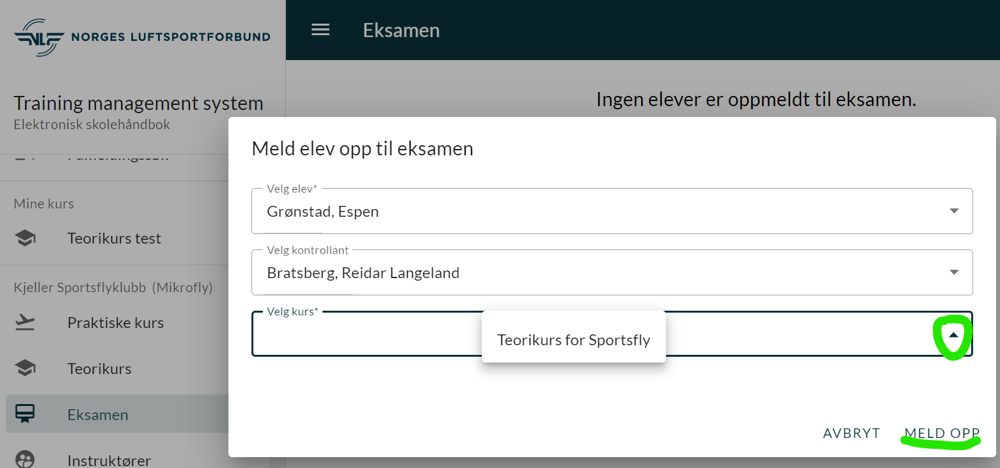 NLF NORGES LUFTSPORTFORBUND
Eksamen
Training management system
Elektronisk skolehåndbok
Ingen elever er oppmeldt til eksamen.
Mine kurs
Teorikurs test
Kjeller Sportsflyklubb (Mikrofly)
Praktiske kurs
Teorikurs
Eksamen
Instruktører
Meld elev opp til eksamen
Velg elev*
Grønstad, Espen
Velg kontrollant
Bratsberg, Reidar Langeland
Velg kurs*
Teorikurs for Sportsfly
AVBRYT MELD OPP